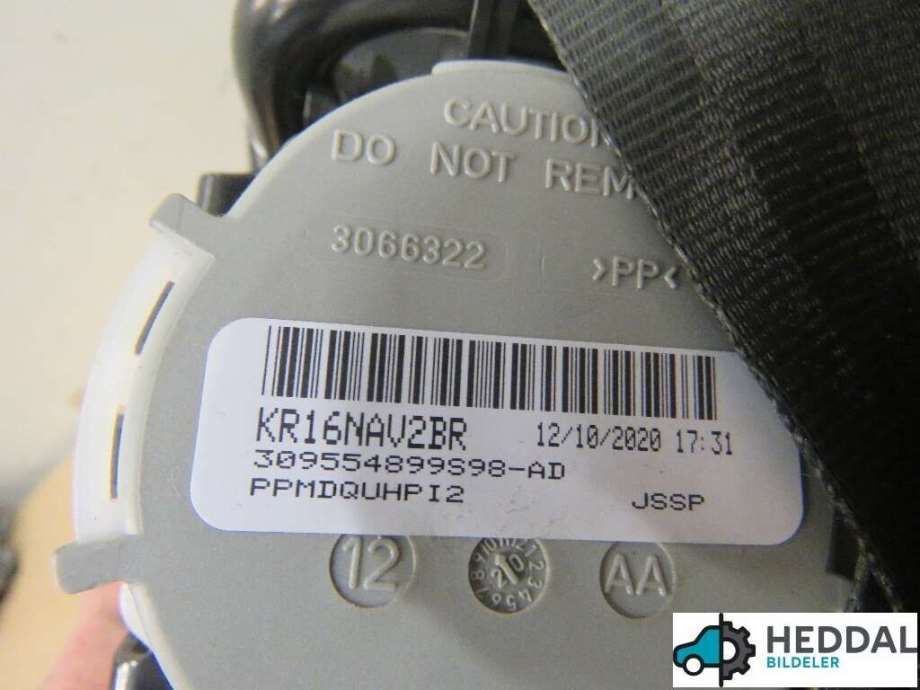 CAUTION
DO NOT REM
3066322 >PP<
KR16NAV2BR 12/10/2020 17:31
309554899S98-AD
PPMDQUHPI2 JSSP
12 20 AA
HEDDAL
BILDELER